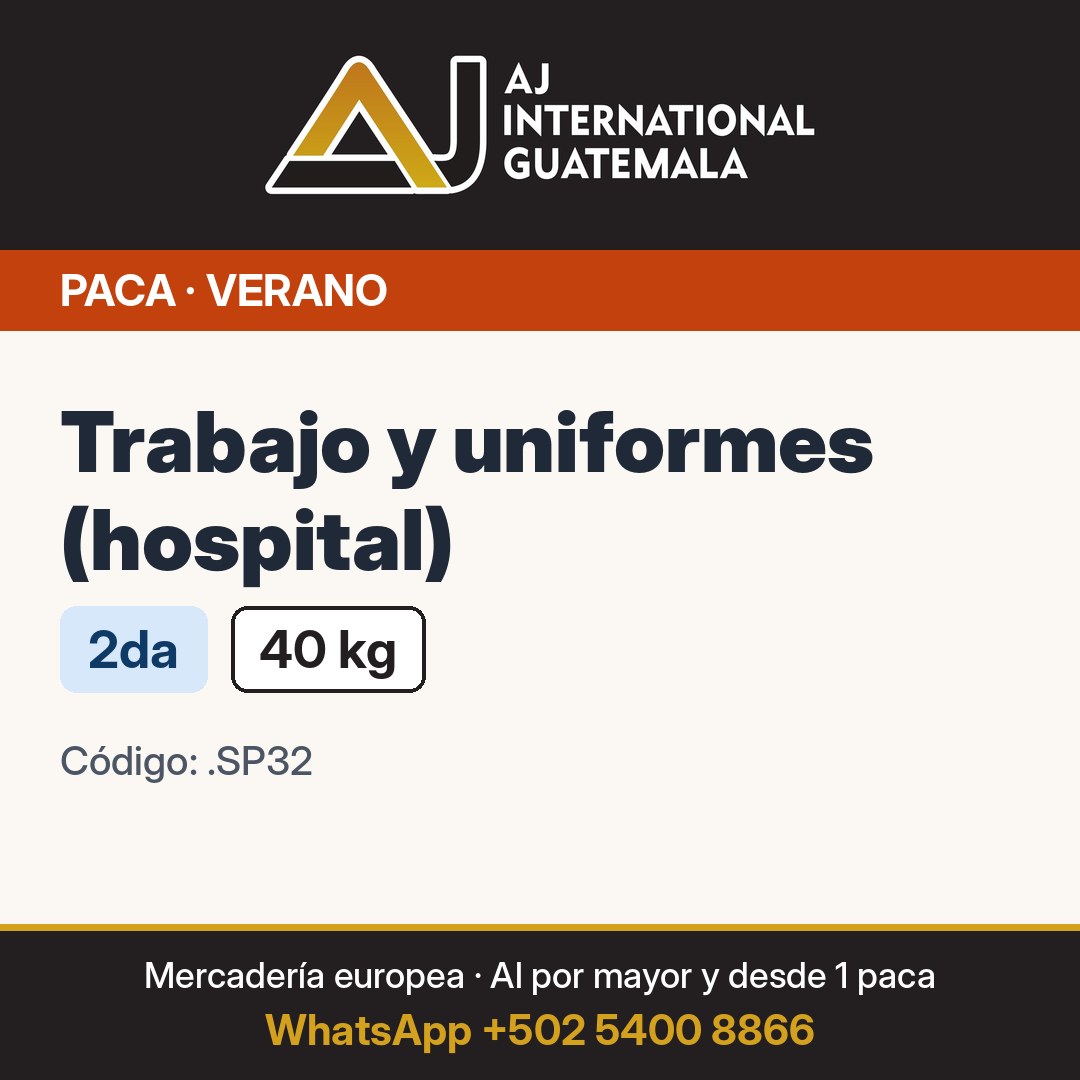 AJ
AJ
INTERNATIONAL
GUATEMALA
PACA · VERANO
Trabajo y uniformes
(hospital)
2da
40 kg
Código: .SP32
Mercadería europea · Al por mayor y desde 1 paca
WhatsApp +502 5400 8866